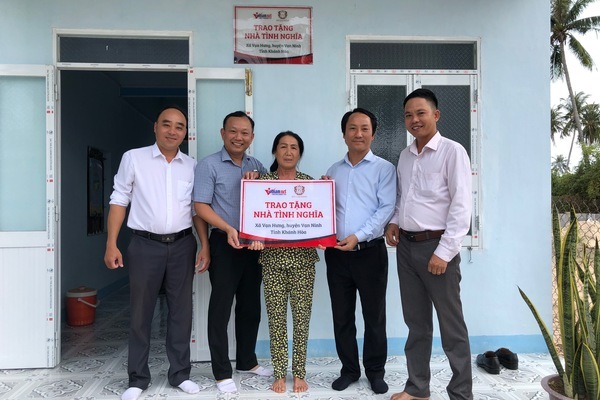 TRAO TẶNG
NHÀ TÌNH NGHĨA
Xã Vạn Hưng, huyện Vạn Ninh
Tỉnh Khánh Hòa
TRAO TẶNG
NHÀ TÌNH NGHĨA
Xã Vạn Hưng, huyện Vạn Ninh
Tỉnh Khánh Hòa